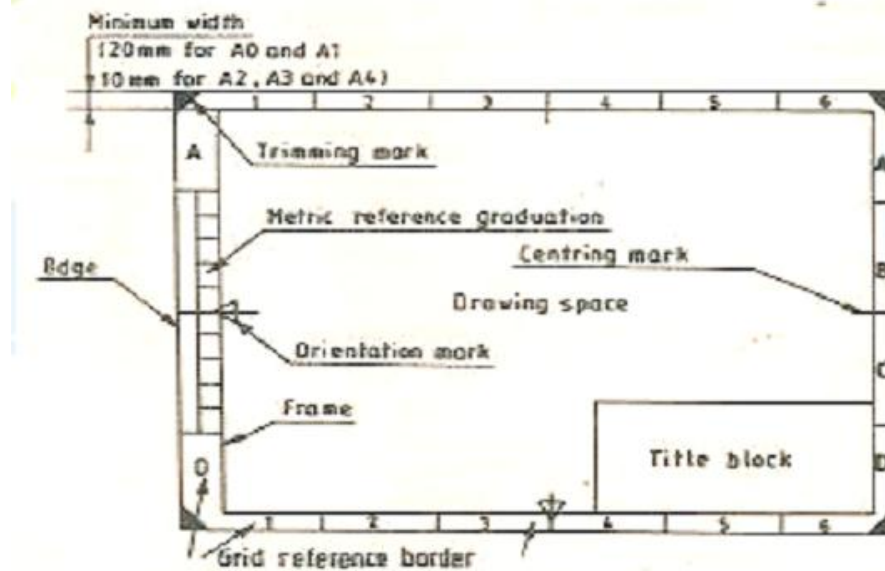 Minimum width
(20mm for A0 and A1
10mm for A2, A3 and A4)
1 2 3 4 5 6
A
Trimming mark
A
Metric reference graduation
Centring mark
Edge
B
Drawing space
Orientation mark
C
Frame
Title block
D
D
1 2 3 4 5 6
Grid reference border